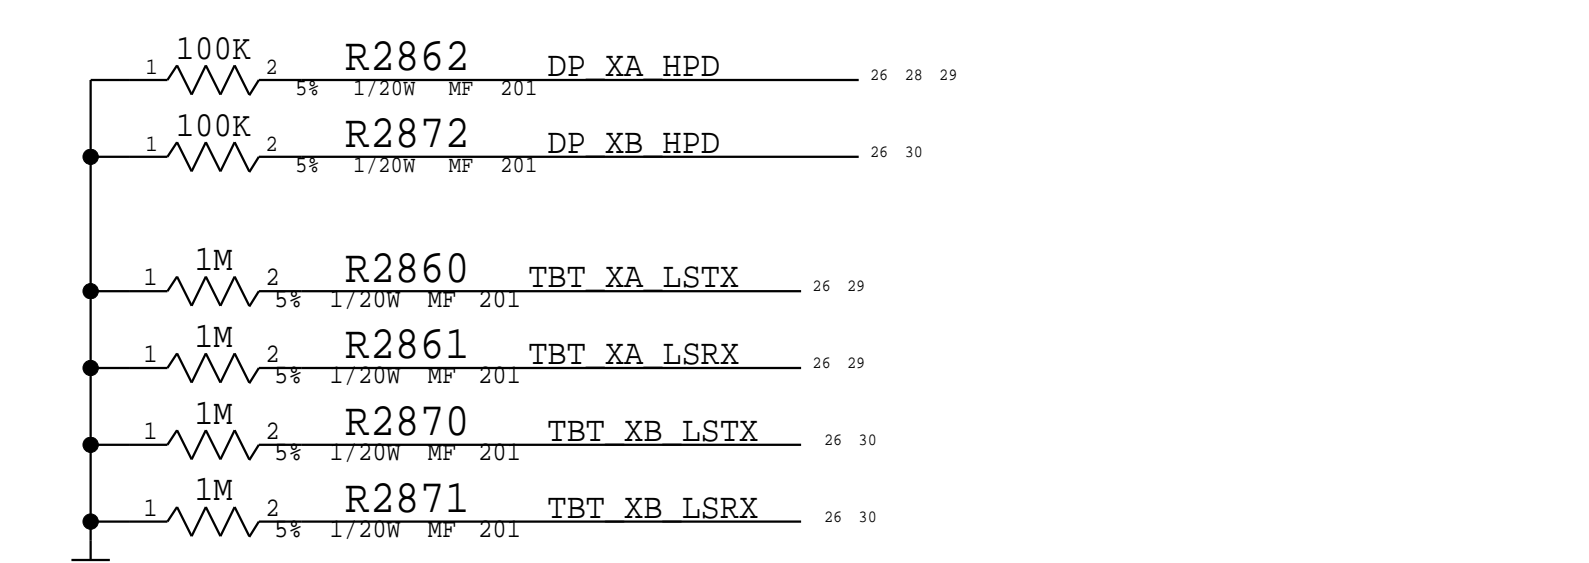 100K
1 2 R2862 DP_XA_HPD 26 28 29
5% 1/20W MF 201
100K
1 2 R2872 DP_XB_HPD 26 30
5% 1/20W MF 201
1M
1 2 R2860 TBT_XA_LSTX 26 29
5% 1/20W MF 201
1M
1 2 R2861 TBT_XA_LSRX 26 29
5% 1/20W MF 201
1M
1 2 R2870 TBT_XB_LSTX 26 30
5% 1/20W MF 201
1M
1 2 R2871 TBT_XB_LSRX 26 30
5% 1/20W MF 201